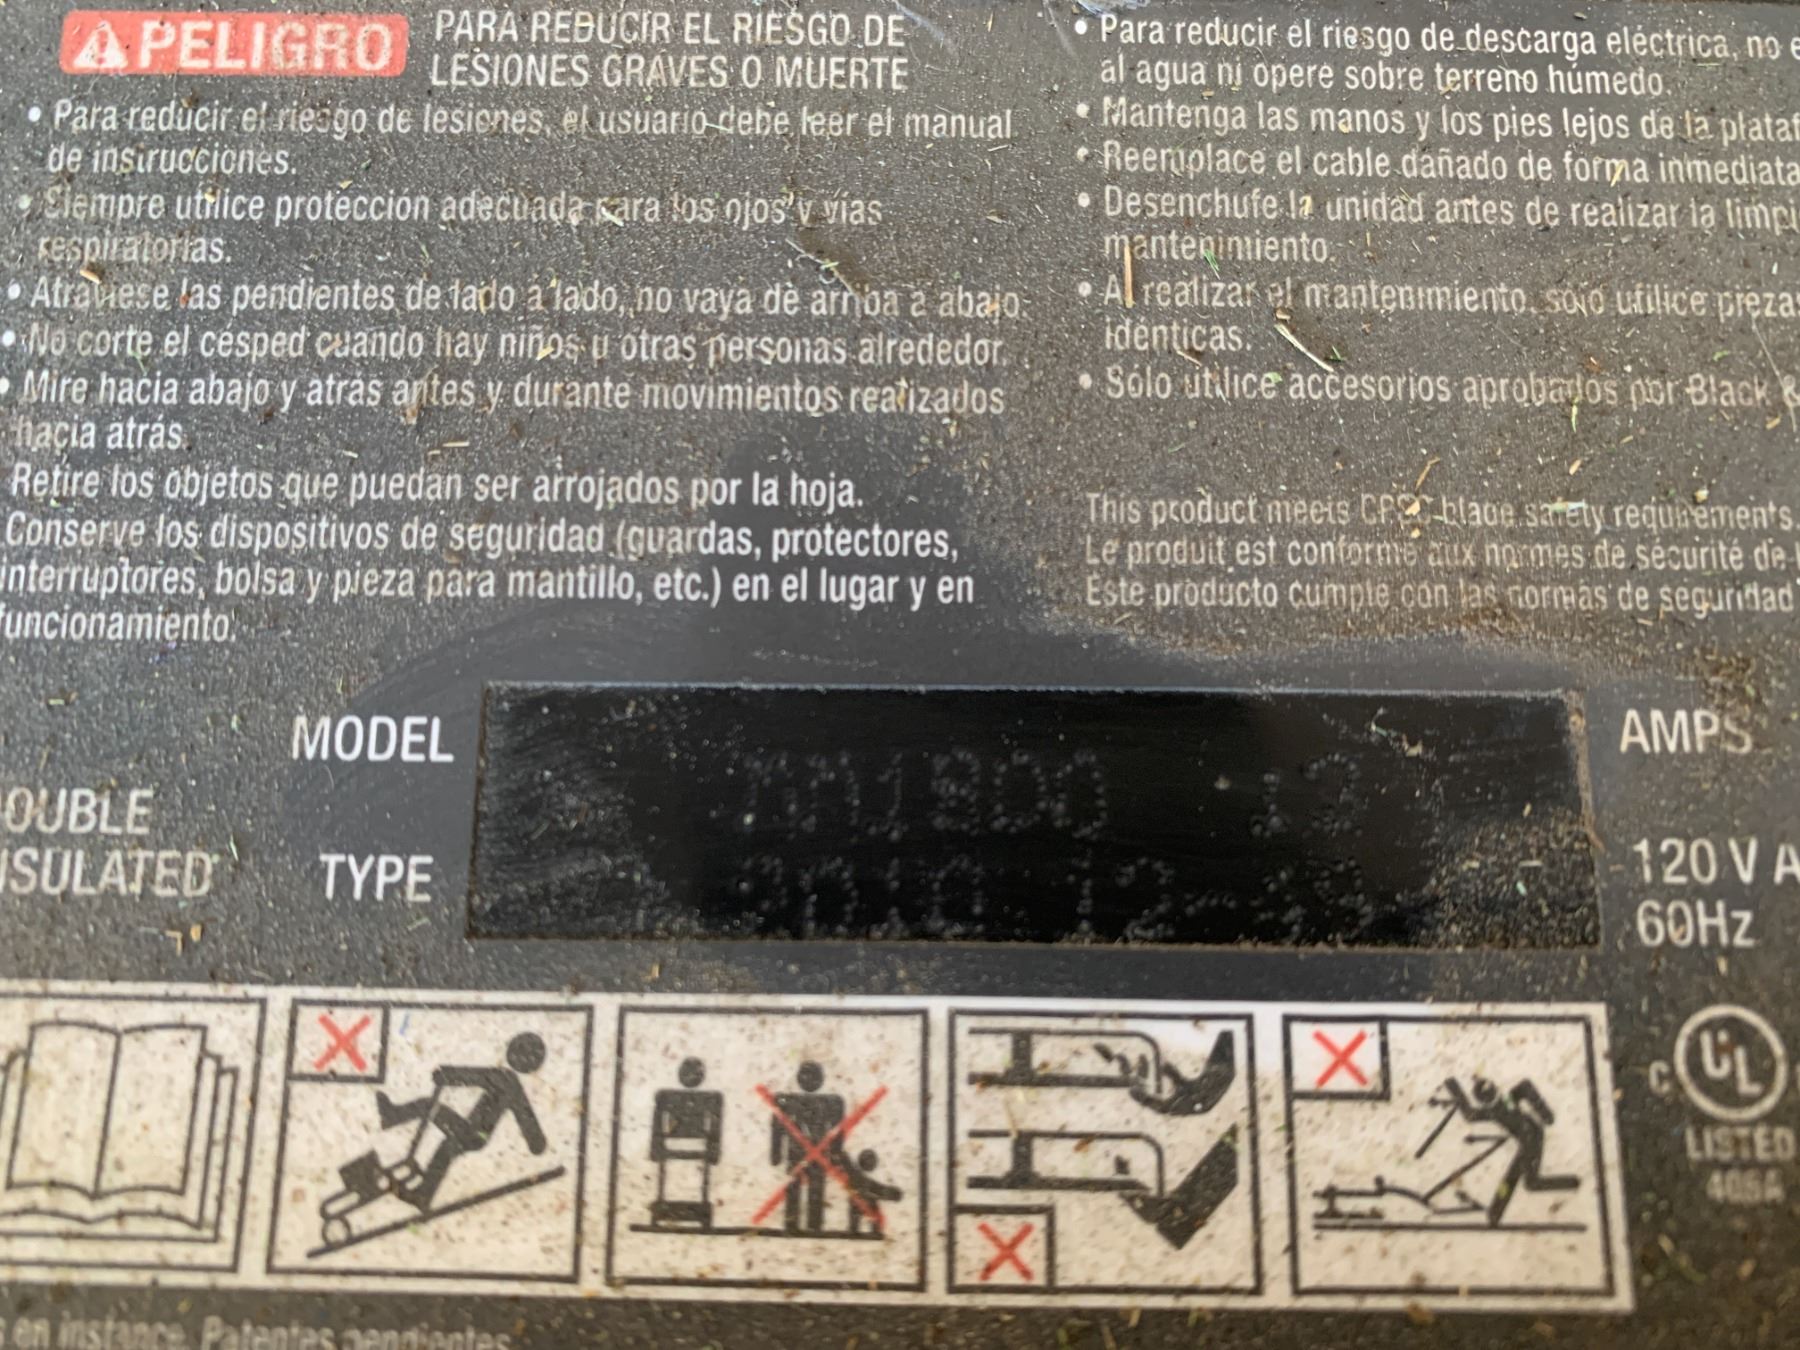 PELIGRO
PARA REDUCIR EL RIESGO DE
LESIONES GRAVES O MUERTE
• Para reducir el riesgo de lesiones, el usuario debe leer el manual
de instrucciones.
• Siempre utilice protección adecuada para los ojos y vías
respiratorias.
• Atraviese las pendientes de lado a lado, no vaya de arriba a abajo.
• No corte el césped cuando hay niños u otras personas alrededor.
• Mire hacia abajo y atrás antes y durante movimientos realizados
hacia atrás.
Retire los objetos que puedan ser arrojados por la hoja.
Conserve los dispositivos de seguridad (guardas, protectores,
interruptores, bolsa y pieza para mantillo, etc.) en el lugar y en
funcionamiento.
• Para reducir el riesgo de descarga eléctrica, no e
al agua ni opere sobre terreno húmedo.
• Mantenga las manos y los pies lejos de la plataf
• Reemplace el cable dañado de forma inmediata
• Desenchufe la unidad antes de realizar la limpi
mantenimiento.
• Al realizar el mantenimiento, sólo utilice pieza
idénticas.
• Sólo utilice accesorios aprobados por Black &
This product meets CPSC blade safety requirements.
Le produit est conforme aux normes de sécurité de
Este producto cumple con las normas de seguridad
MODEL MM1800 12 AMPS
OUBLE
NSULATED
TYPE
120 V A
60Hz
C UL
LISTED
en instance. Patentes pendientes